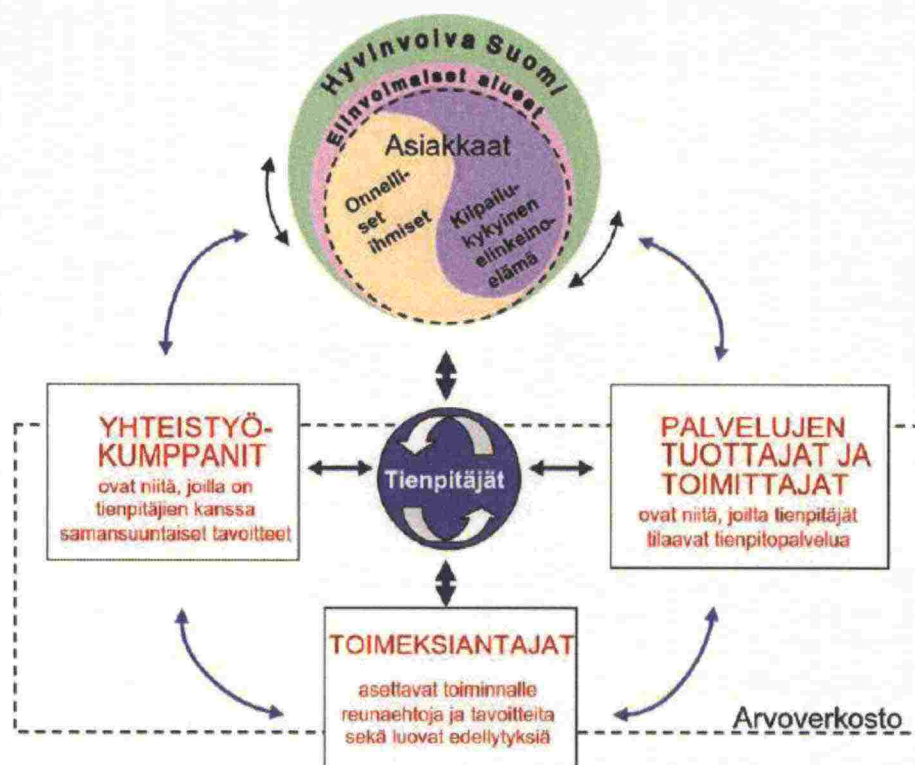 Hyvinvoiva Suomi
Elinvoimaiset alueet
Asiakkaat
Onnelli-
set
ihmiset
Kilpailu-
kykyinen
elinkeino-
elämä
YHTEISTYÖ-
KUMPPANIT
ovat niitä, joilla on
tienpitäjien kanssa
samansuuntaiset tavoitteet
Tienpitäjät
PALVELUJEN
TUOTTAJAT JA
TOIMITTAJAT
ovat niitä, joilta tienpitäjät
tilaavat tienpitopalvelua
TOIMEKSIANTAJAT
asettavat toiminnalle
reunaehtoja ja tavoitteita
sekä luovat edellytyksiä
Arvoverkosto